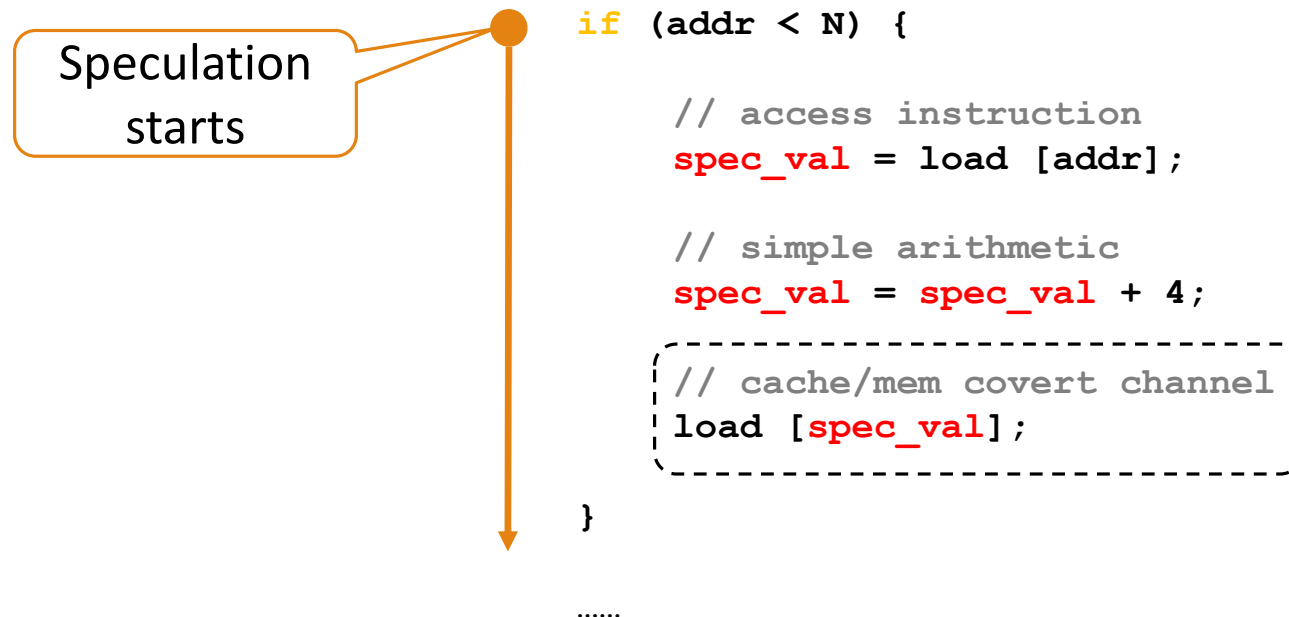 Speculation
starts
if (addr < N) {
// access instruction
spec_val = load [addr];
// simple arithmetic
spec_val = spec_val + 4;
// cache/mem covert channel
load [spec_val];
}
......